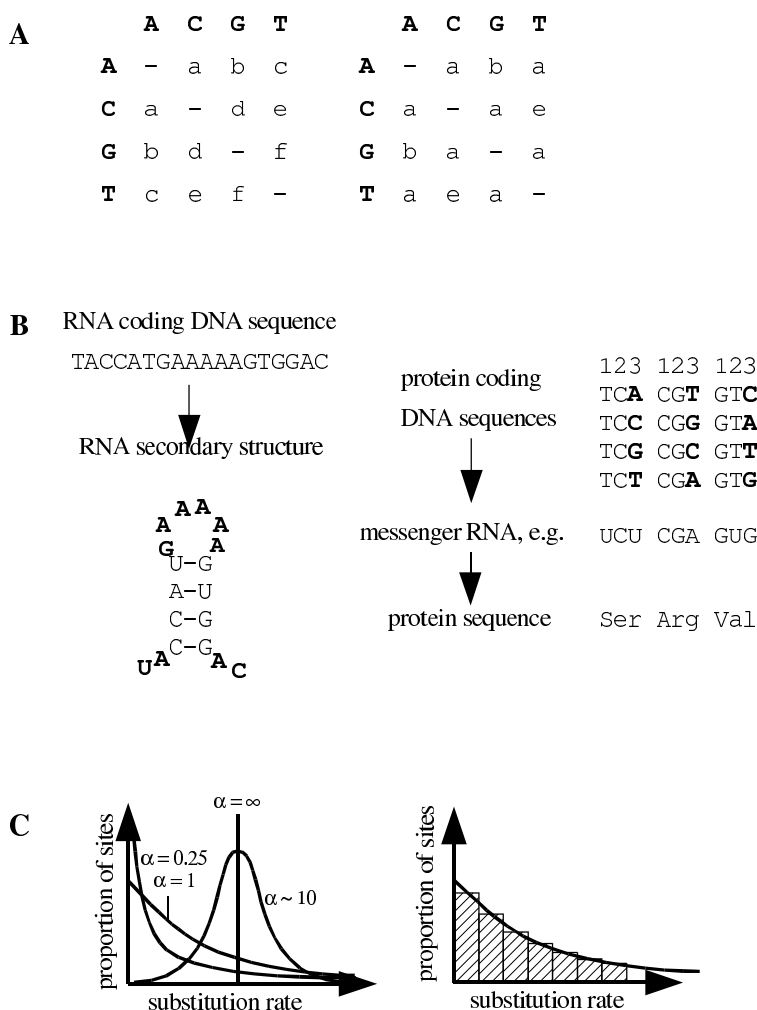 A
A C G T
A – a b c
C a – d e
G b d – f
T c e f –
A C G T
A – a b a
C a – a e
G b a – a
T a e a –
B
RNA coding DNA sequence
TACCATGAAAAAGTGGAC
RNA secondary structure
A A
A A
G A
U–G
A–U
C–G
C–G
U A A C
protein coding
DNA sequences
123 123 123
TCA CGT GTC
TCC CGG GTA
TCG CGC GTT
TCT CGA GTG
messenger RNA, e.g. UCU CGA GUG
protein sequence Ser Arg Val
C
proportion of sites
α = ∞
α = 0.25
α = 1
α ~ 10
substitution rate
proportion of sites
substitution rate